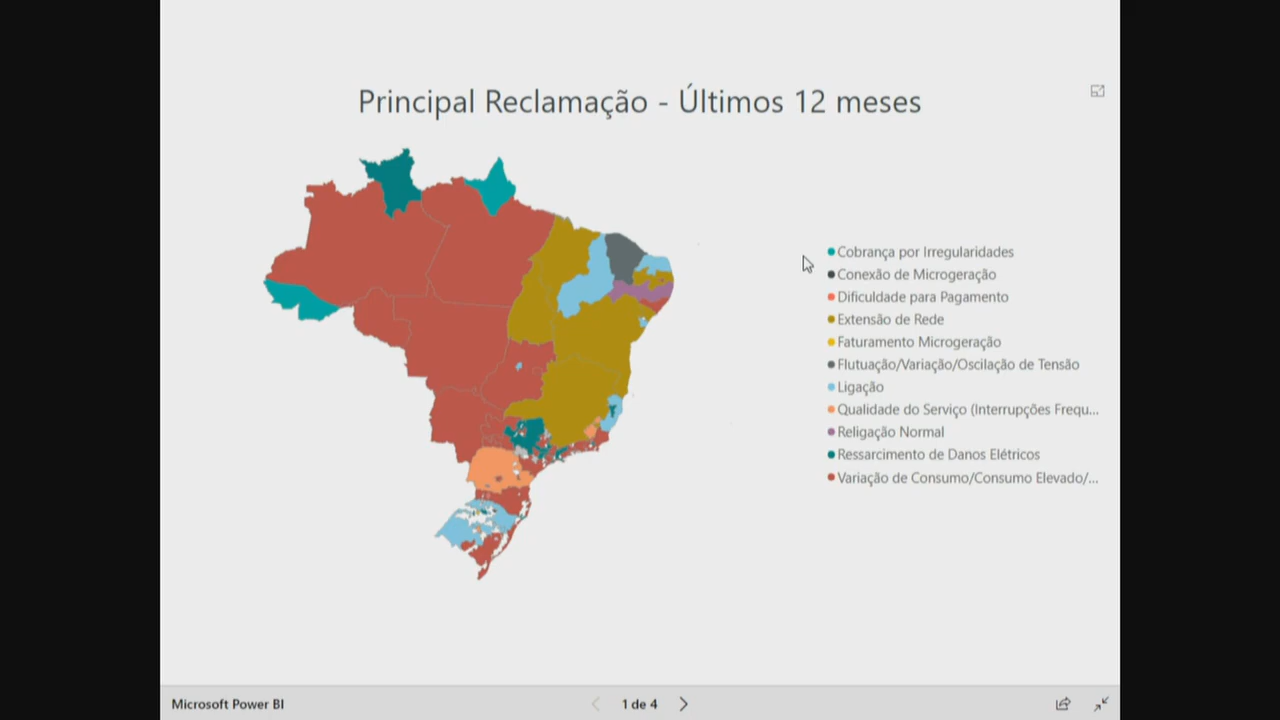 Principal Reclamação - Últimos 12 meses
Cobrança por Irregularidades
Conexão de Microgeração
Dificuldade para Pagamento
Extensão de Rede
Faturamento Microgeração
Flutuação/Variação/Oscilação de Tensão
Ligação
Qualidade do Serviço (Interrupções Frequ...
Religação Normal
Ressarcimento de Danos Elétricos
Variação de Consumo/Consumo Elevado/...
Microsoft Power BI
1 de 4